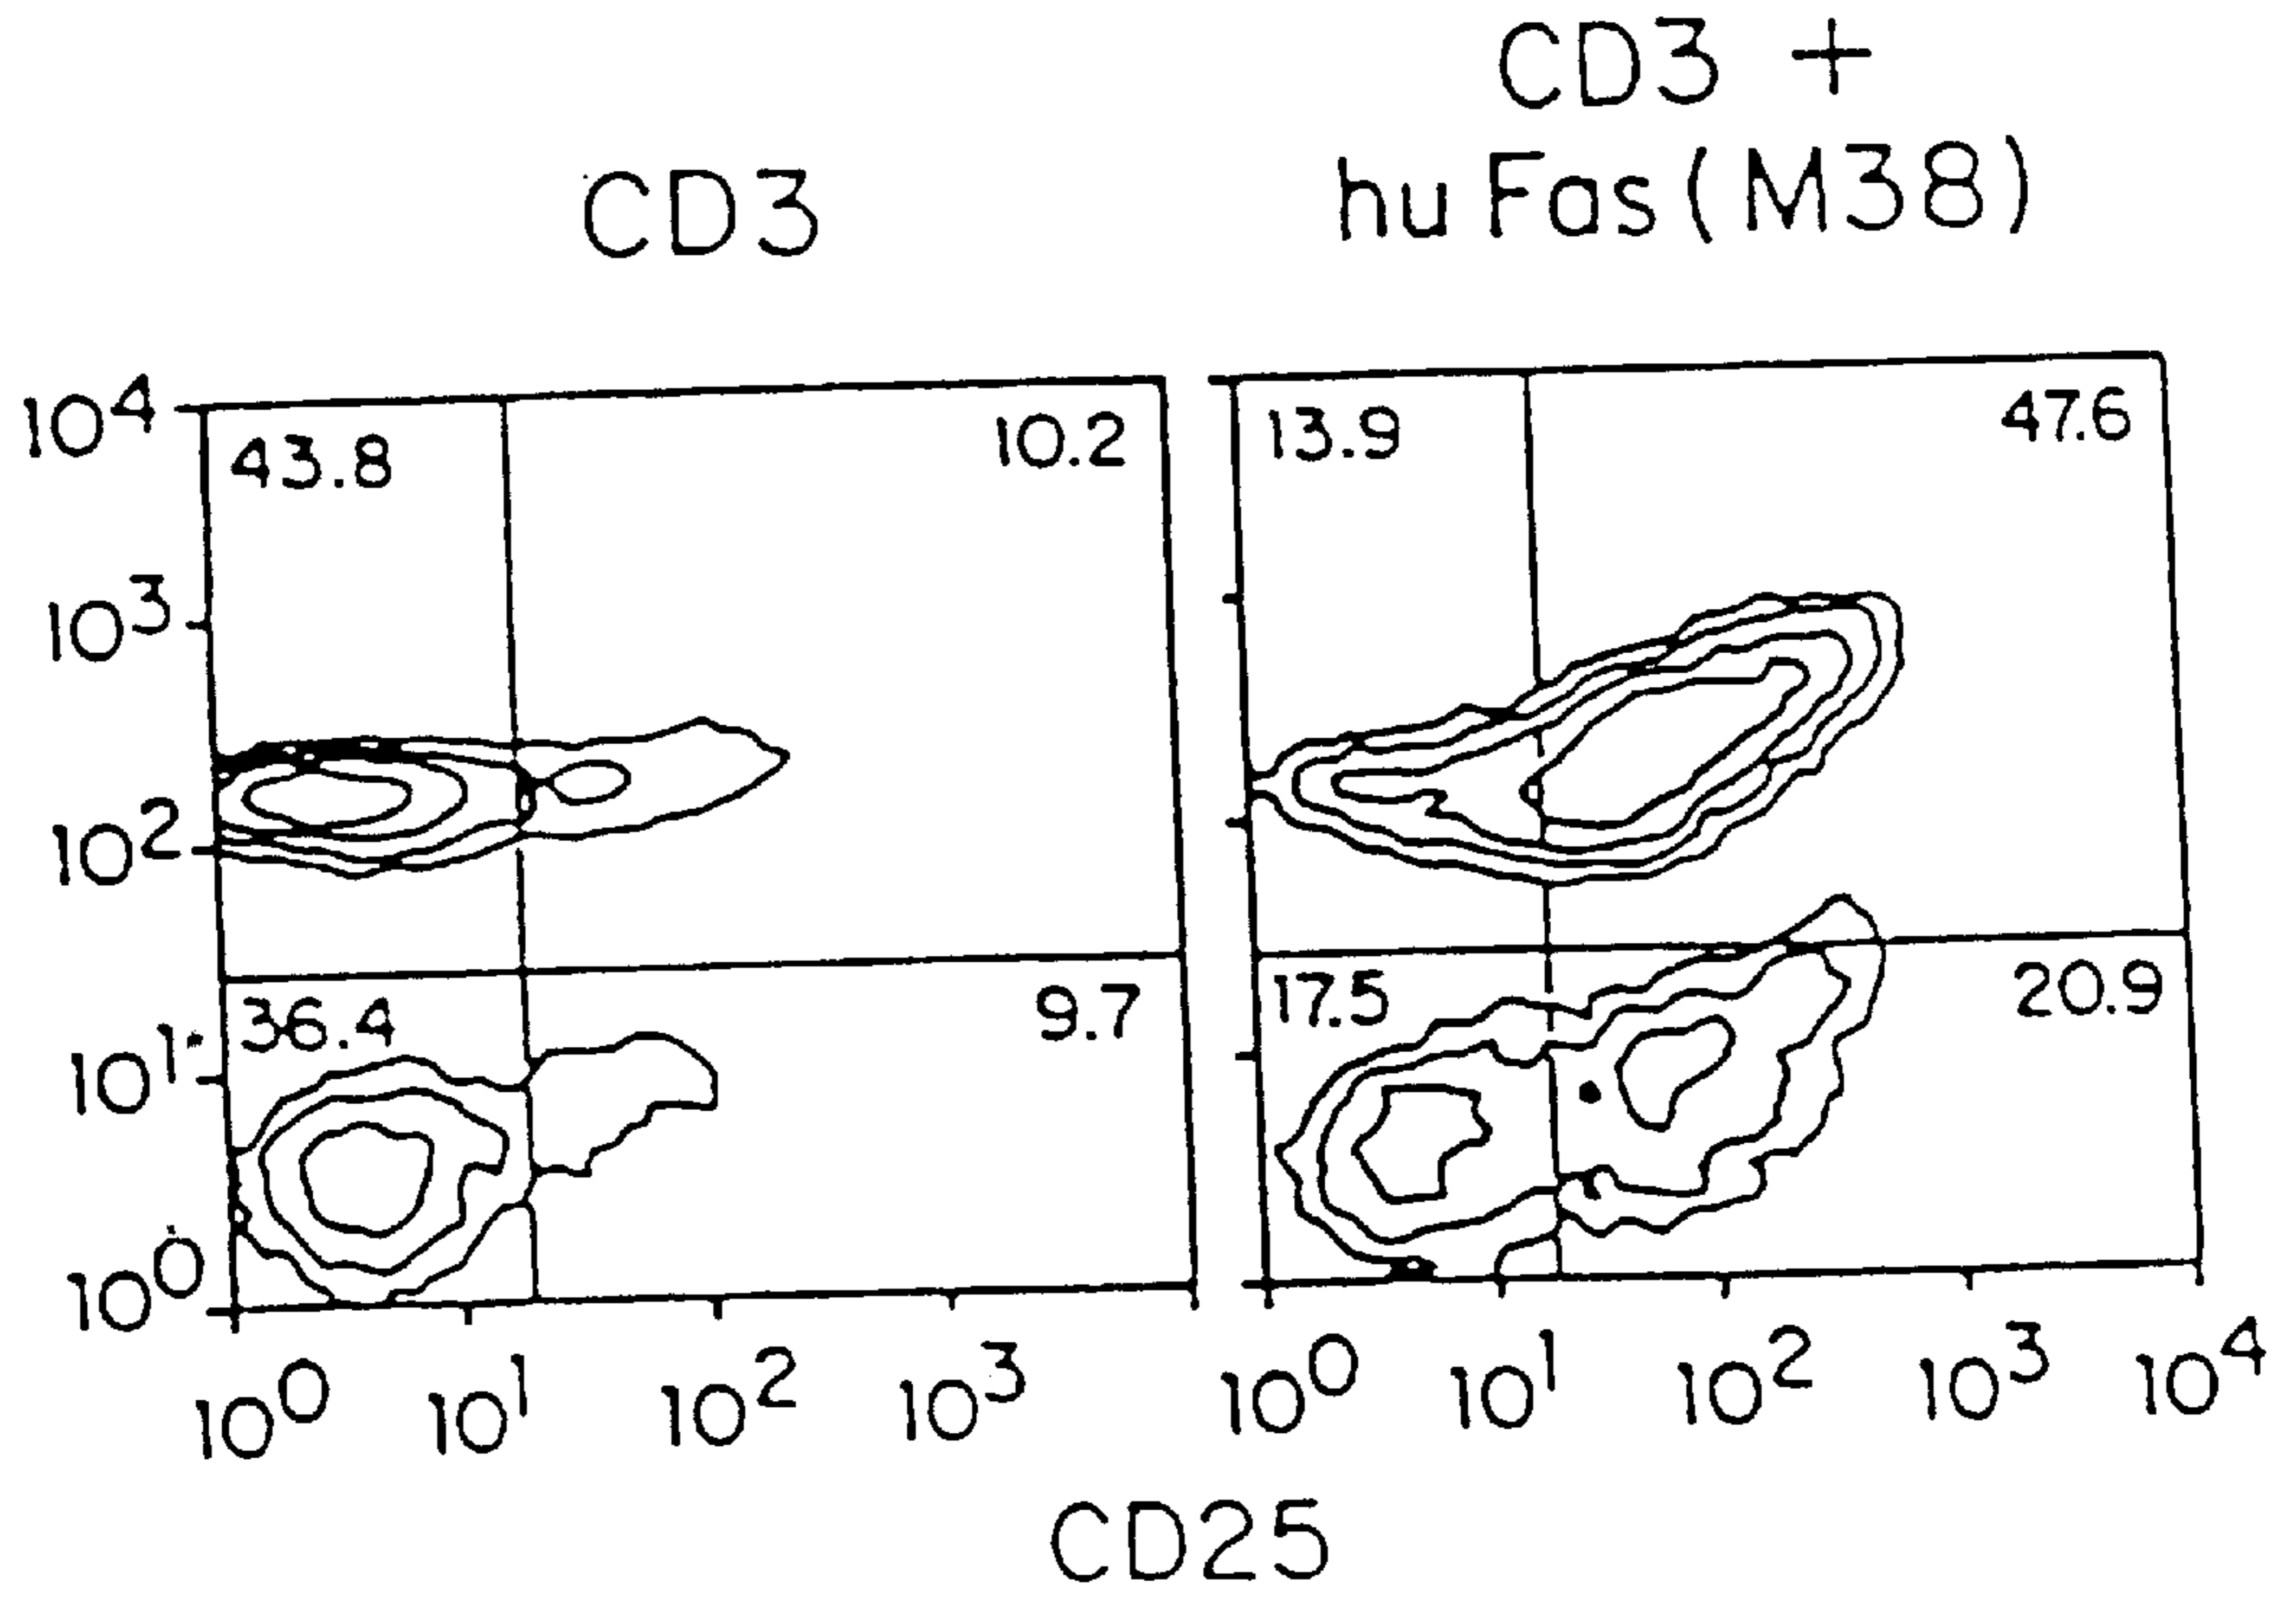 CD3 +
CD3
hu Fas (M38)
10⁴
43.8
10.2
13.9
47.6
10³
10²
36.4
9.7
17.5
20.9
10¹
10⁰
10⁰ 10¹ 10² 10³
10⁰ 10¹ 10² 10³ 10⁴
CD25